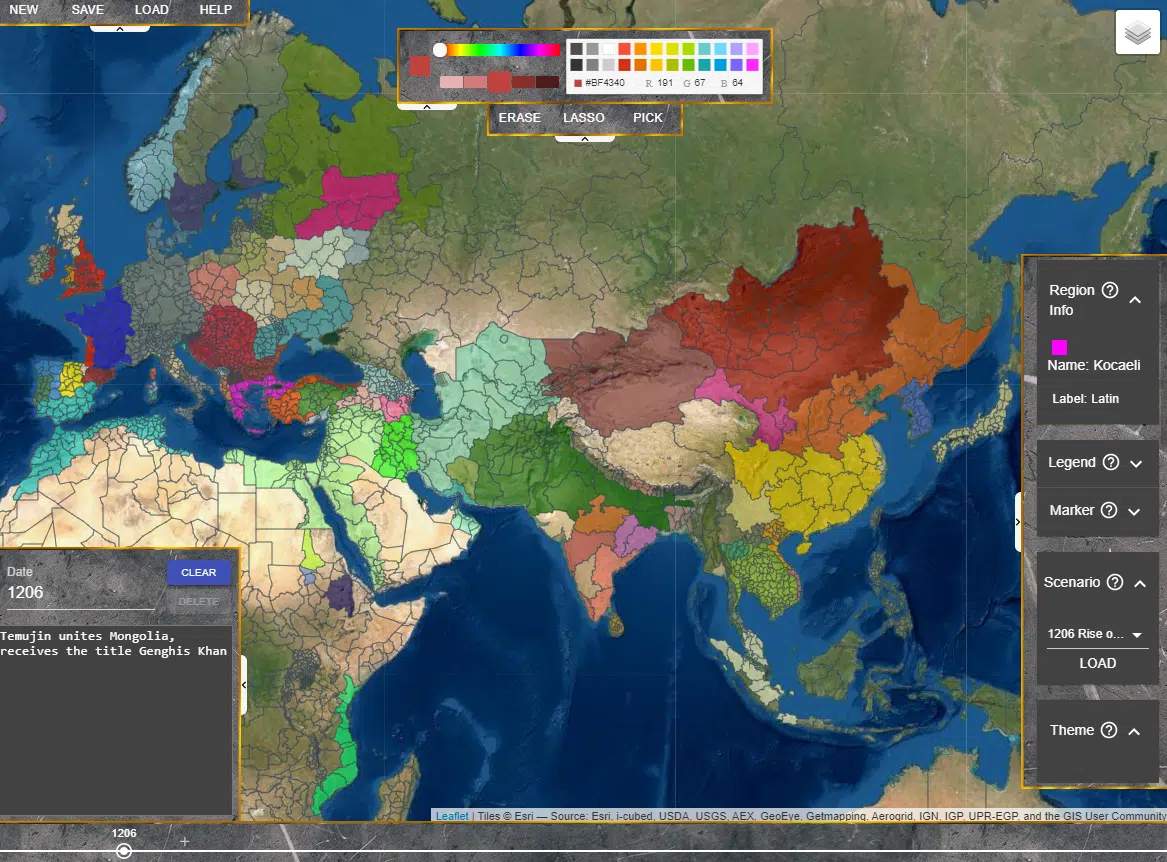 NEW SAVE LOAD HELP
#BF4340 R 191 G 67 B 64
ERASE LASSO PICK
Region
Info
Name: Kocaeli
Label: Latin
Legend
Marker
Scenario
1206 Rise o...
LOAD
Theme
Date
1206
CLEAR
DELETE
Temujin unites Mongolia,
receives the title Genghis Khan
Leaflet | Tiles © Esri — Source: Esri, i-cubed, USDA, USGS, AEX, GeoEye, Getmapping, Aerogrid, IGN, IGP, UPR-EGP, and the GIS User Community
1206